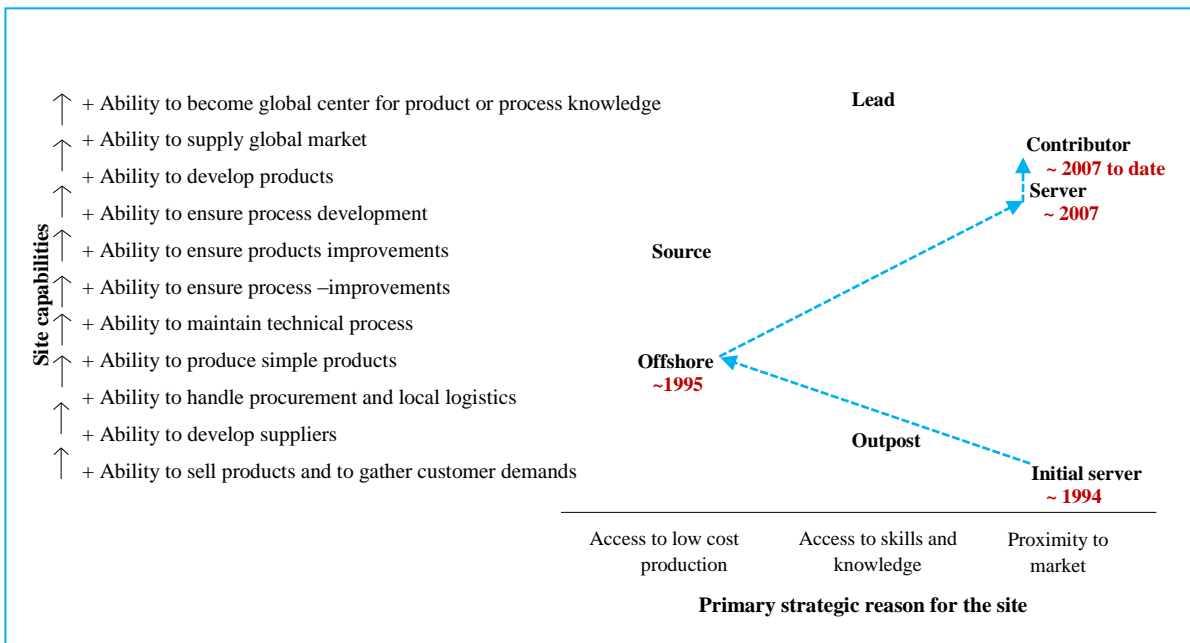 Site capabilities
+ Ability to become global center for product or process knowledge
+ Ability to supply global market
+ Ability to develop products
+ Ability to ensure process development
+ Ability to ensure products improvements
+ Ability to ensure process –improvements
+ Ability to maintain technical process
+ Ability to produce simple products
+ Ability to handle procurement and local logistics
+ Ability to develop suppliers
+ Ability to sell products and to gather customer demands
Lead
Contributor
~ 2007 to date
Server
~ 2007
Source
Offshore
~1995
Outpost
Initial server
~ 1994
Access to low cost
production
Access to skills and
knowledge
Proximity to
market
Primary strategic reason for the site